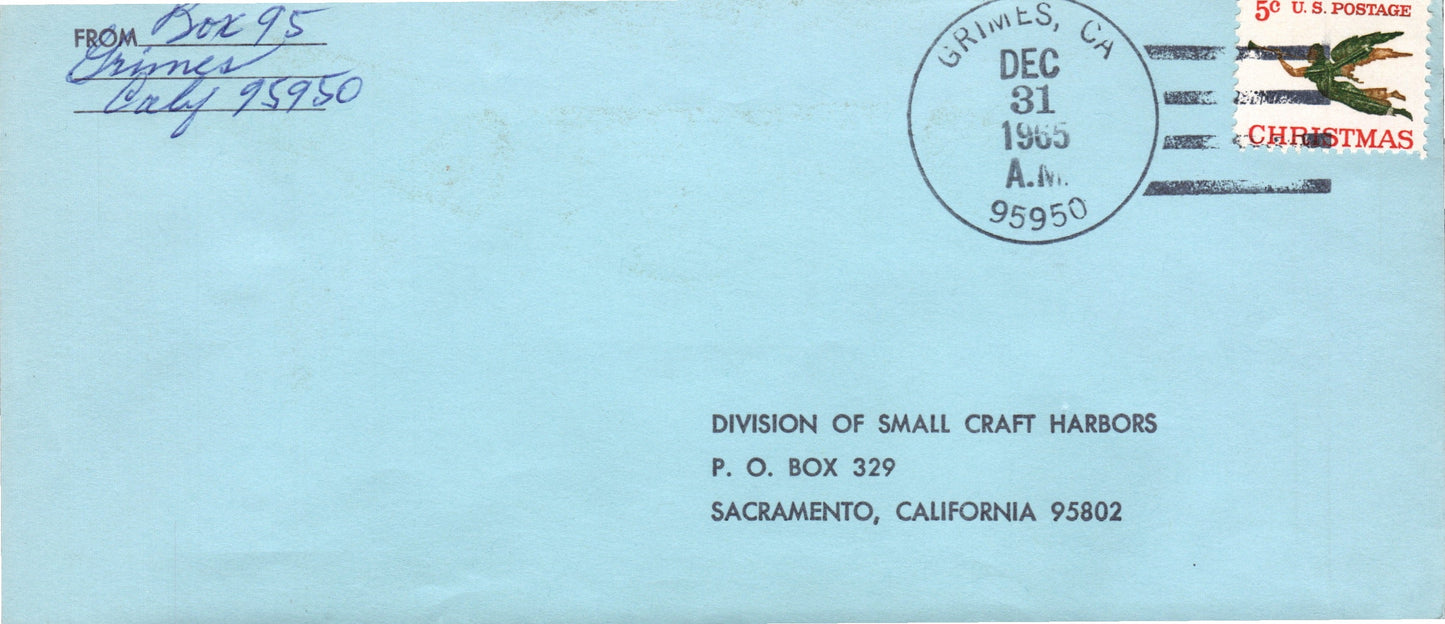 FROM Box 95
Grimes
Calif 95950
GRIMES, CA
DEC
31
1965
A.M.
95950
5c U. S. POSTAGE
CHRISTMAS
DIVISION OF SMALL CRAFT HARBORS
P. O. BOX 329
SACRAMENTO, CALIFORNIA 95802